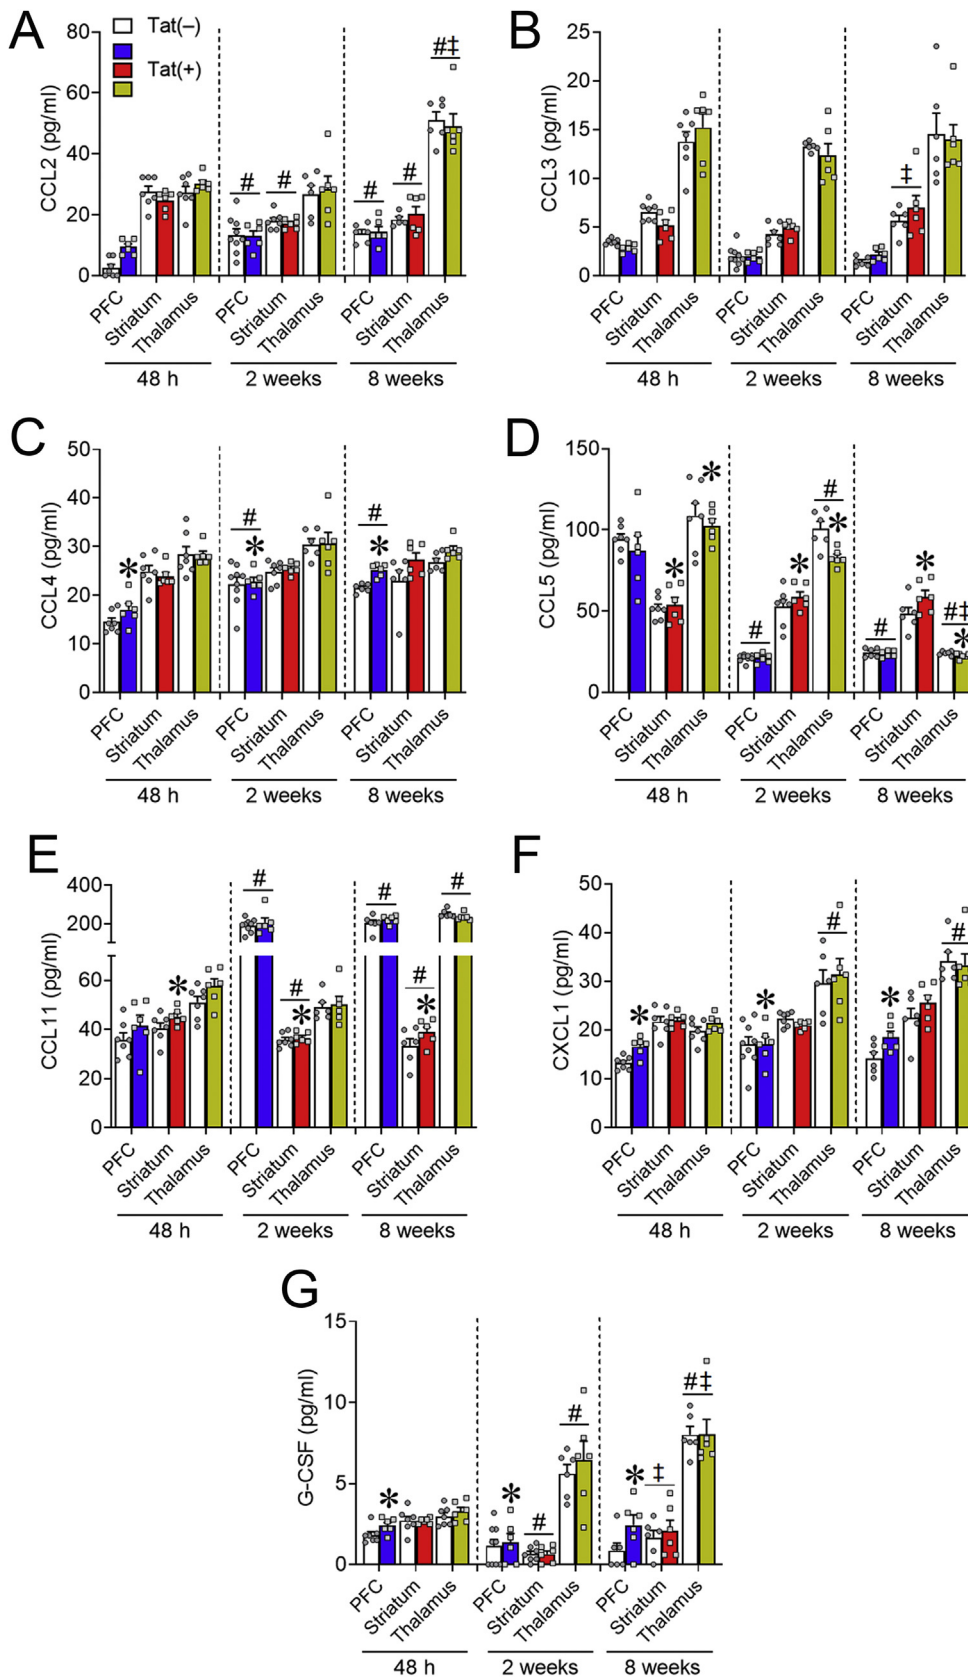 A
Tat(–)
Tat(+)
CCL2 (pg/ml)
80
60
40
20
0
#
#
#
#
#‡
PFC
Striatum
Thalamus
PFC
Striatum
Thalamus
PFC
Striatum
Thalamus
48 h
2 weeks
8 weeks
B
CCL3 (pg/ml)
25
20
15
10
5
0
‡
PFC
Striatum
Thalamus
PFC
Striatum
Thalamus
PFC
Striatum
Thalamus
48 h
2 weeks
8 weeks
C
CCL4 (pg/ml)
50
40
30
20
10
0
*
#
*
#
*
PFC
Striatum
Thalamus
PFC
Striatum
Thalamus
PFC
Striatum
Thalamus
48 h
2 weeks
8 weeks
D
CCL5 (pg/ml)
150
100
50
0
*
*
#
*
#
*
#
*
#‡
*
PFC
Striatum
Thalamus
PFC
Striatum
Thalamus
PFC
Striatum
Thalamus
48 h
2 weeks
8 weeks
E
CCL11 (pg/ml)
400
200
60
40
20
0
*
#
#
*
#
#
*
#
PFC
Striatum
Thalamus
PFC
Striatum
Thalamus
PFC
Striatum
Thalamus
48 h
2 weeks
8 weeks
F
CXCL1 (pg/ml)
50
40
30
20
10
0
*
*
#
*
#
PFC
Striatum
Thalamus
PFC
Striatum
Thalamus
PFC
Striatum
Thalamus
48 h
2 weeks
8 weeks
G
G-CSF (pg/ml)
15
10
5
0
*
*
#
#
*
‡
#‡
PFC
Striatum
Thalamus
PFC
Striatum
Thalamus
PFC
Striatum
Thalamus
48 h
2 weeks
8 weeks